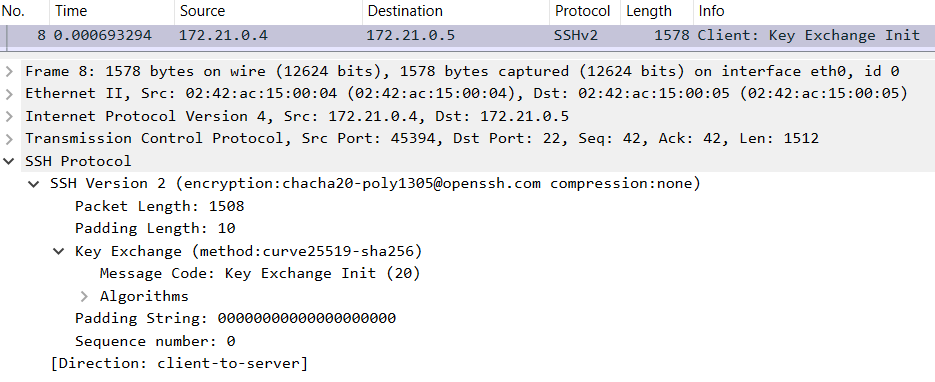 No. Time Source Destination Protocol Length Info
8 0.000693294 172.21.0.4 172.21.0.5 SSHv2 1578 Client: Key Exchange Init
Frame 8: 1578 bytes on wire (12624 bits), 1578 bytes captured (12624 bits) on interface eth0, id 0
Ethernet II, Src: 02:42:ac:15:00:04 (02:42:ac:15:00:04), Dst: 02:42:ac:15:00:05 (02:42:ac:15:00:05)
Internet Protocol Version 4, Src: 172.21.0.4, Dst: 172.21.0.5
Transmission Control Protocol, Src Port: 45394, Dst Port: 22, Seq: 42, Ack: 42, Len: 1512
SSH Protocol
SSH Version 2 (encryption:chacha20-poly1305@openssh.com compression:none)
Packet Length: 1508
Padding Length: 10
Key Exchange (method:curve25519-sha256)
Message Code: Key Exchange Init (20)
Algorithms
Padding String: 00000000000000000000
Sequence number: 0
[Direction: client-to-server]